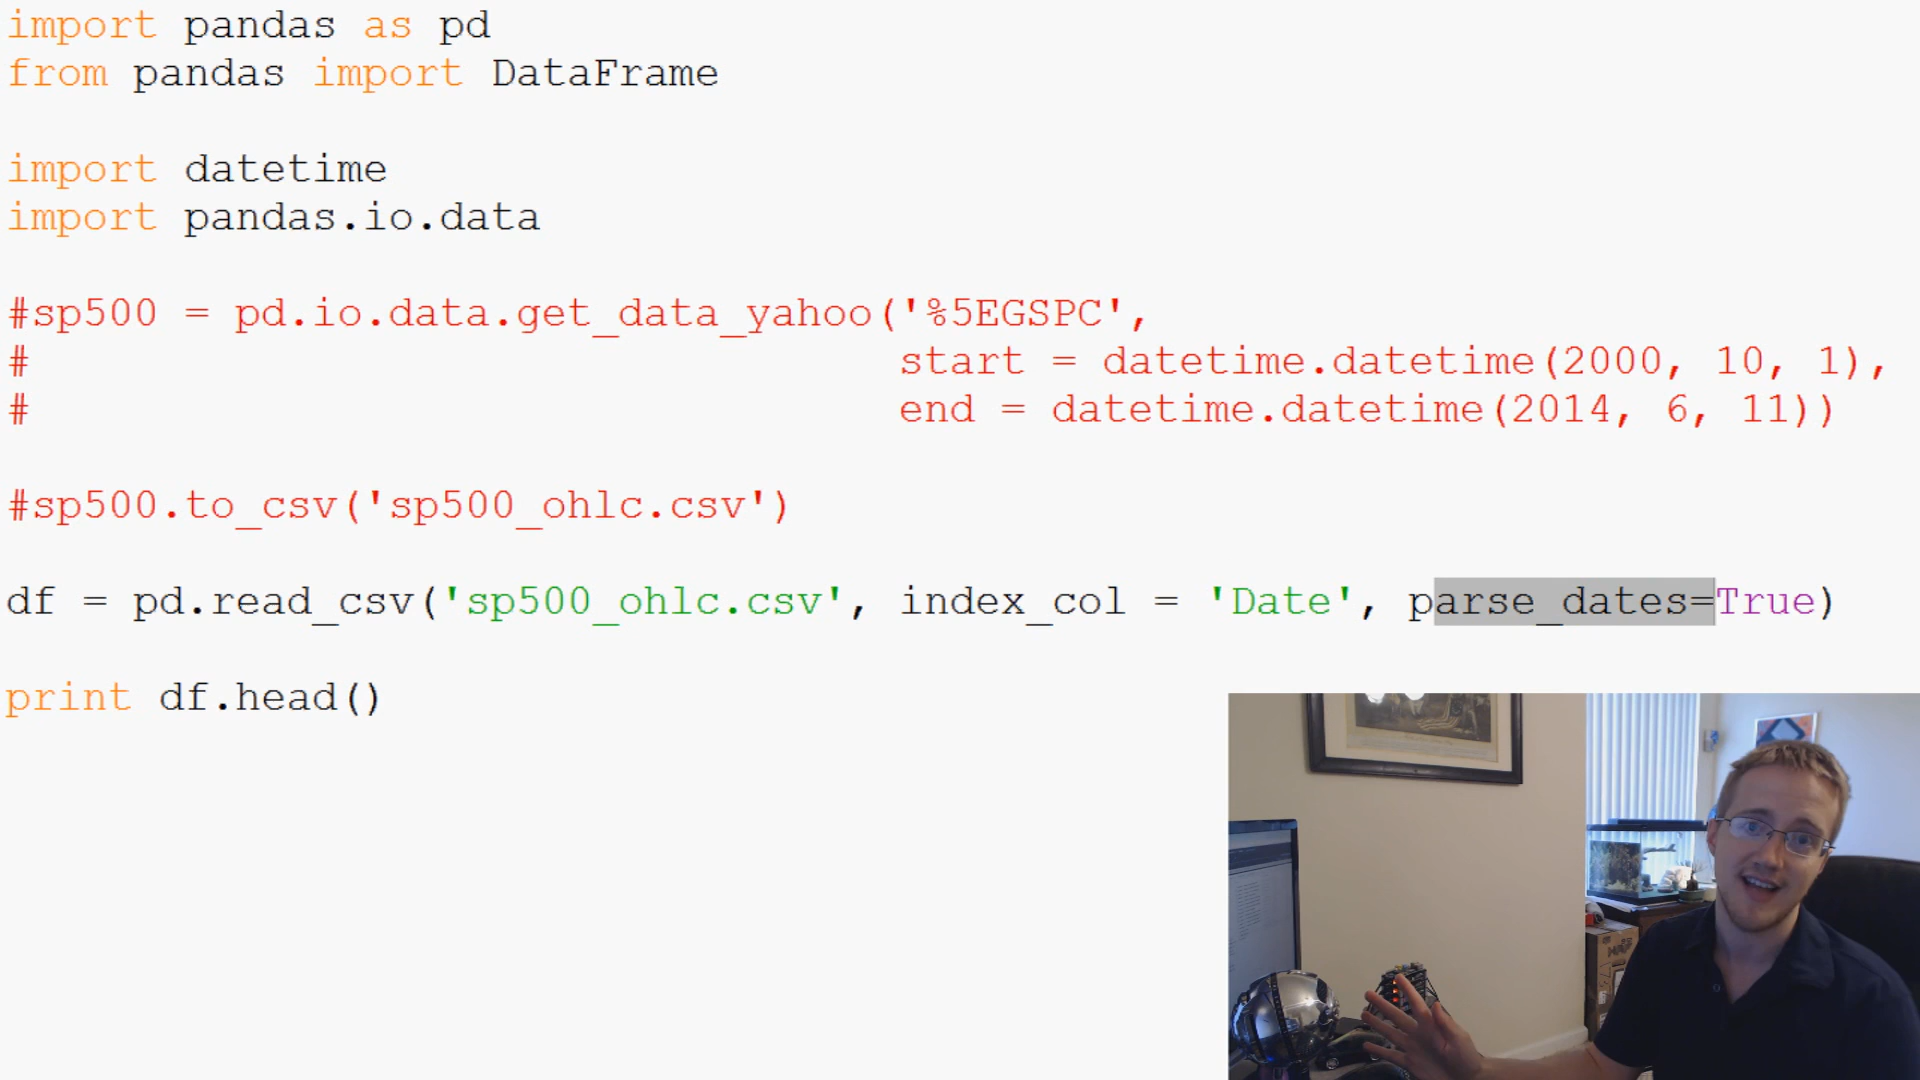 import pandas as pd
from pandas import DataFrame
import datetime
import pandas.io.data
#sp500 = pd.io.data.get_data_yahoo('%5EGSPC',
#                                   start = datetime.datetime(2000, 10, 1),
#                                   end = datetime.datetime(2014, 6, 11))
#sp500.to_csv('sp500_ohlc.csv')
df = pd.read_csv('sp500_ohlc.csv', index_col = 'Date', parse_dates=True)
print df.head()